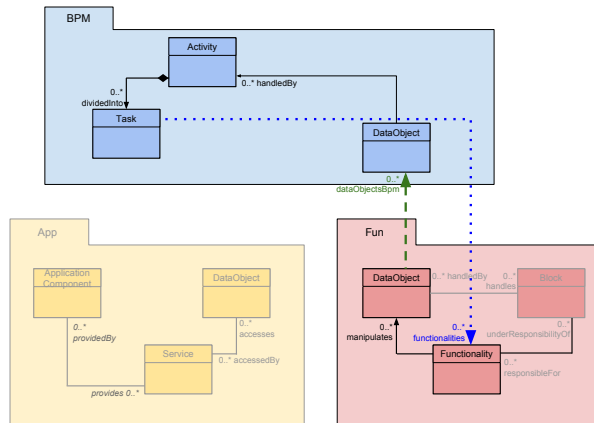 BPM
Activity
0..* handledBy
0..*
dividedInto
Task
DataObject
0..*
dataObjectsBpm
App
Application
Component
DataObject
0..*
accesses
0..*
providedBy
Service
0..* accessedBy
provides 0..*
Fun
DataObject
0..* handledBy
0..*
handles
Block
0..*
manipulates
0..*
functionalities
0..*
underResponsibilityOf
Functionality
0..*
responsibleFor